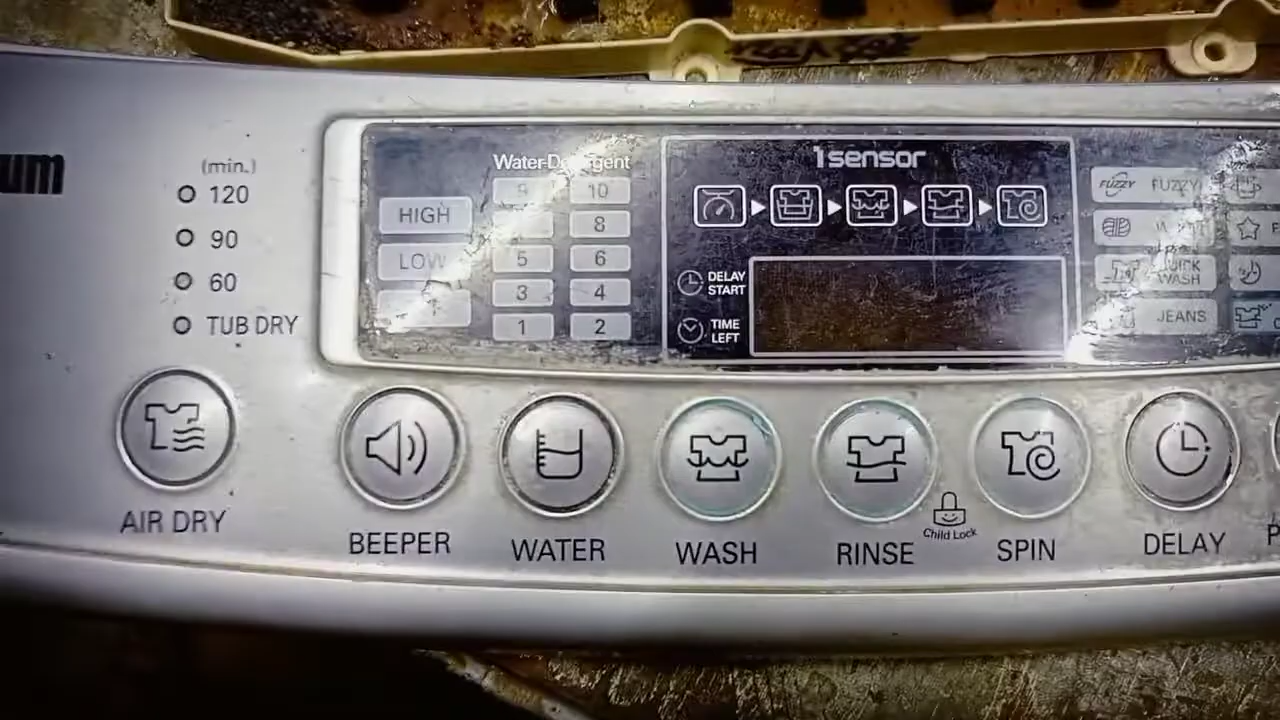 um
(min.)
120
90
60
TUB DRY
AIR DRY
HIGH
LOW
Water-Detergent
9 10
8
5 6
3 4
1 2
1sensor
DELAY
START
TIME
LEFT
FUZZY FUZZY
QUICK
WASH
JEANS
BEEPER
WATER
WASH
RINSE
Child Lock
SPIN
DELAY